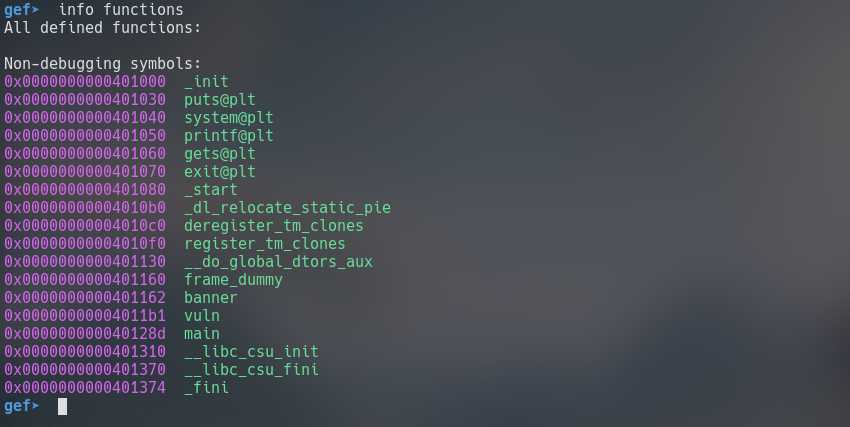 gef➤  info functions
All defined functions:

Non-debugging symbols:
0x0000000000401000  _init
0x0000000000401030  puts@plt
0x0000000000401040  system@plt
0x0000000000401050  printf@plt
0x0000000000401060  gets@plt
0x0000000000401070  exit@plt
0x0000000000401080  _start
0x00000000004010b0  _dl_relocate_static_pie
0x00000000004010c0  deregister_tm_clones
0x00000000004010f0  register_tm_clones
0x0000000000401130  __do_global_dtors_aux
0x0000000000401160  frame_dummy
0x0000000000401162  banner
0x00000000004011b1  vuln
0x000000000040128d  main
0x0000000000401310  __libc_csu_init
0x0000000000401370  __libc_csu_fini
0x0000000000401374  _fini
gef➤